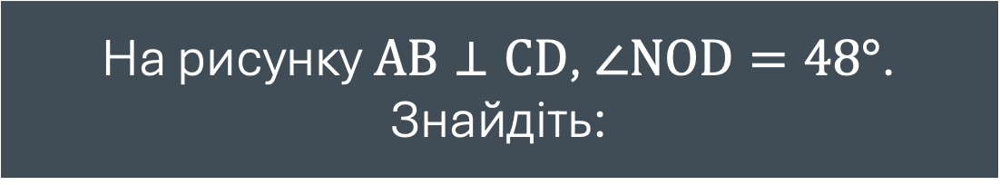 На рисунку AB ⊥ CD, ∠NOD = 48°.
Знайдіть: